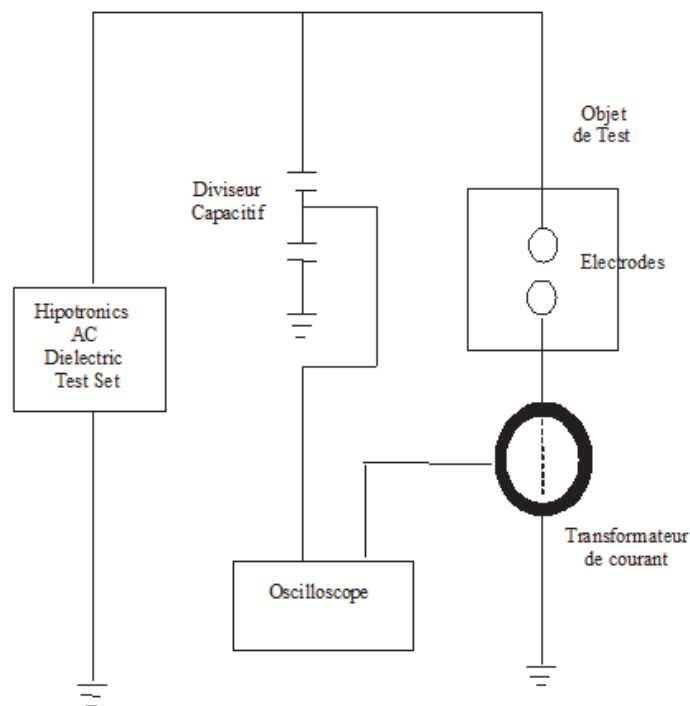 Objet
de Test
Diviseur
Capacitif
Electrodes
Hipotronics
AC
Dielectric
Test Set
Transformateur
de courant
Oscilloscope